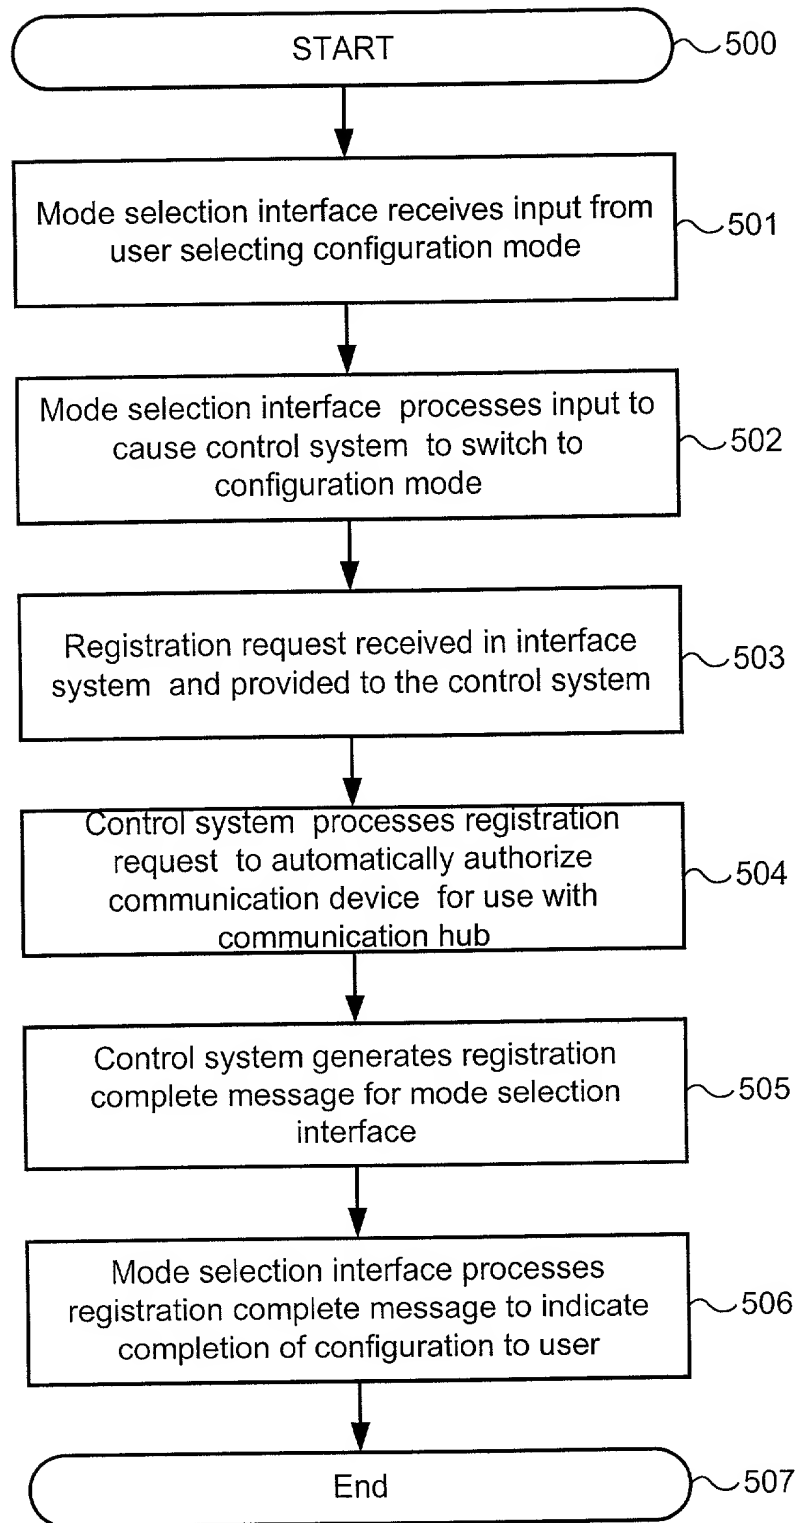 START
500
Mode selection interface receives input from
user selecting configuration mode
501
Mode selection interface processes input to
cause control system to switch to
configuration mode
502
Registration request received in interface
system and provided to the control system
503
Control system processes registration
request to automatically authorize
communication device for use with
communication hub
504
Control system generates registration
complete message for mode selection
interface
505
Mode selection interface processes
registration complete message to indicate
completion of configuration to user
506
End
507